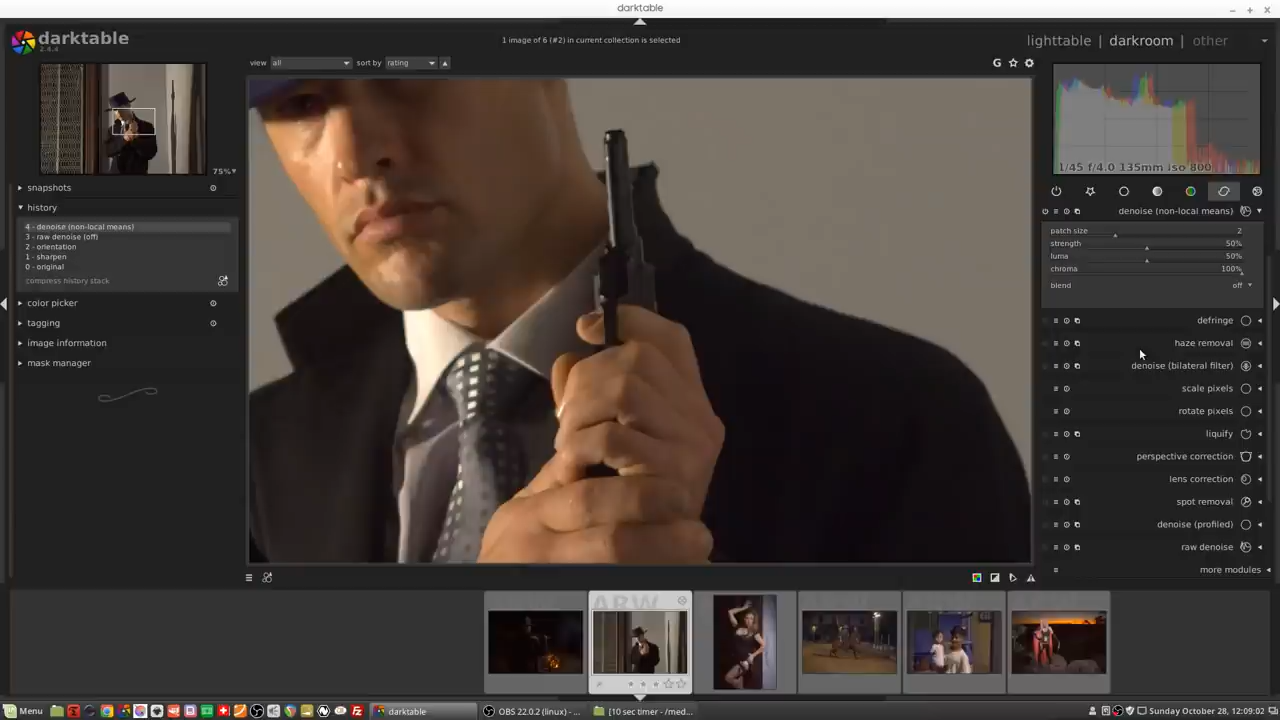 darktable
darktable
2.4.4
1 image of 6 (#2) in current collection is selected
lighttable | darkroom | other
view all sort by rating
75%
snapshots
history
4 - denoise (non-local means)
3 - raw denoise (off)
2 - orientation
1 - sharpen
0 - original
compress history stack
color picker
tagging
image information
mask manager
1/45 f/4.0 135mm iso 800
denoise (non-local means)
patch size 2
strength 50%
luma 50%
chroma 100%
blend off
defringe
haze removal
denoise (bilateral filter)
scale pixels
rotate pixels
liquify
perspective correction
lens correction
spot removal
denoise (profiled)
raw denoise
more modules
ARW
Menu
darktable
OBS 22.0.2 (linux) - ...
[10 sec timer - /med...
Sunday October 28, 12:09:02